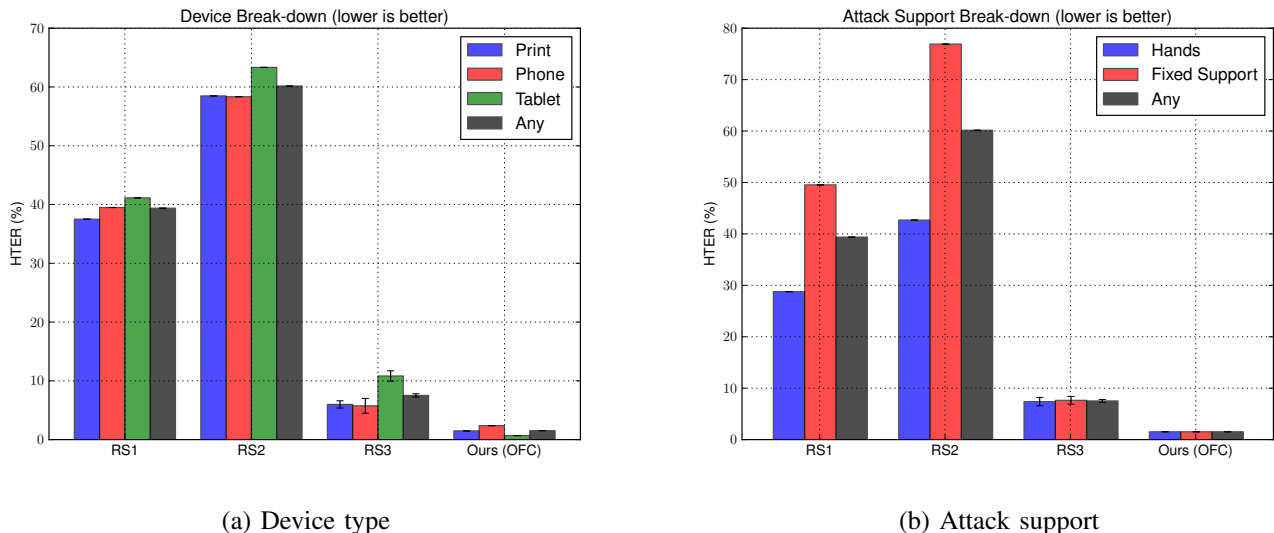 Device Break-down (lower is better)
70
60
50
40
30
20
10
0
HTER (%)
Print
Phone
Tablet
Any
RS1
RS2
RS3
Ours (OFC)
(a) Device type
Attack Support Break-down (lower is better)
80
70
60
50
40
30
20
10
0
HTER (%)
Hands
Fixed Support
Any
RS1
RS2
RS3
Ours (OFC)
(b) Attack support